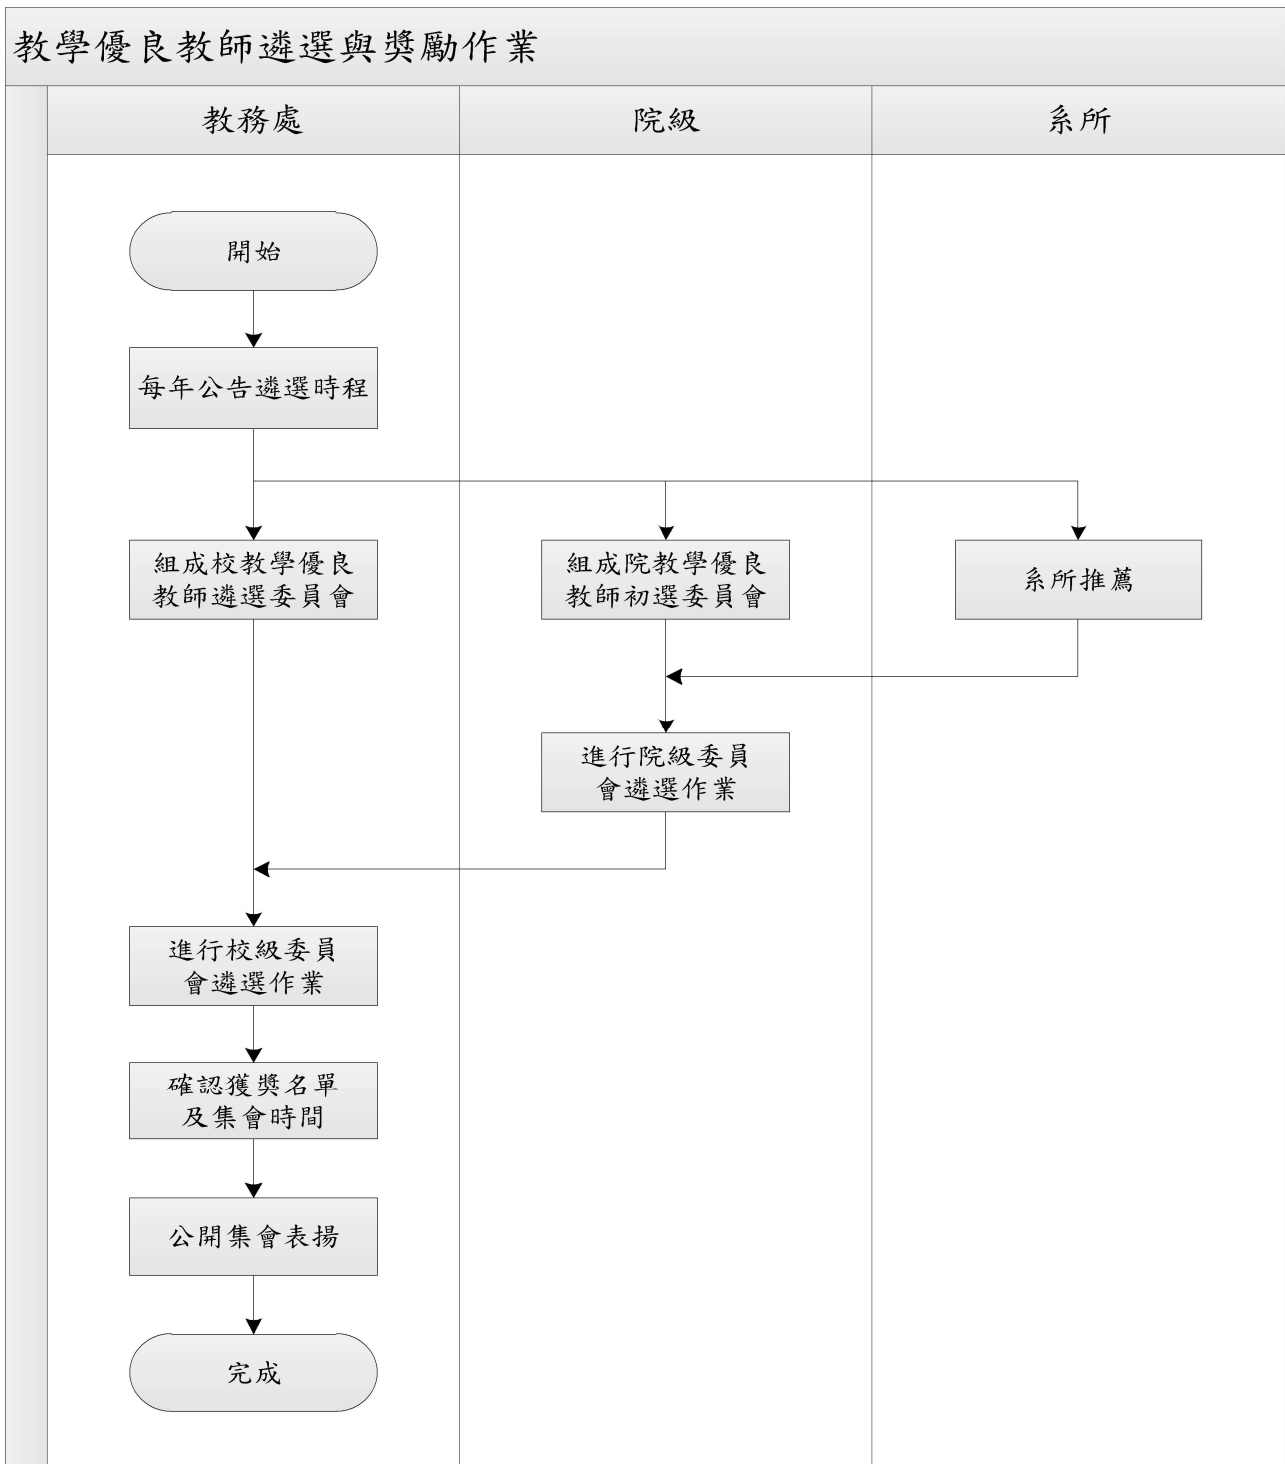 教學優良教師遴選與獎勵作業
教務處
院級
系所
開始
每年公告遴選時程
組成校教學優良
教師遴選委員會
組成院教學優良
教師初選委員會
系所推薦
進行院級委員
會遴選作業
進行校級委員
會遴選作業
確認獲獎名單
及集會時間
公開集會表揚
完成